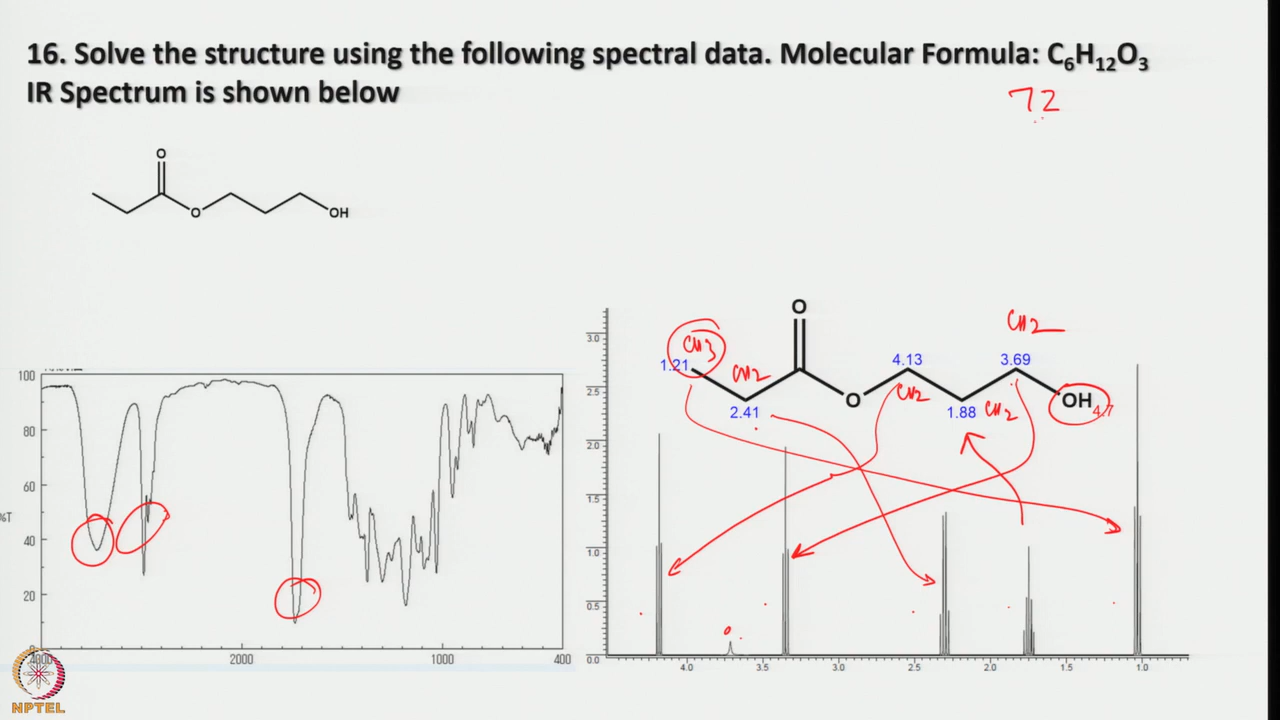 16. Solve the structure using the following spectral data. Molecular Formula: C₆H₁₂O₃
72
IR Spectrum is shown below
O
O
OH
O
CH2
CH3
1.21
CH2
4.13
3.69
O
CH2
OH
4.7
2.41
1.88
CH2
100
80
60
%T
40
20
0
4000
2000
1000
400
3.0
2.5
2.0
1.5
1.0
0.5
0.0
4.0
3.5
3.0
2.5
2.0
1.5
1.0
NPTEL